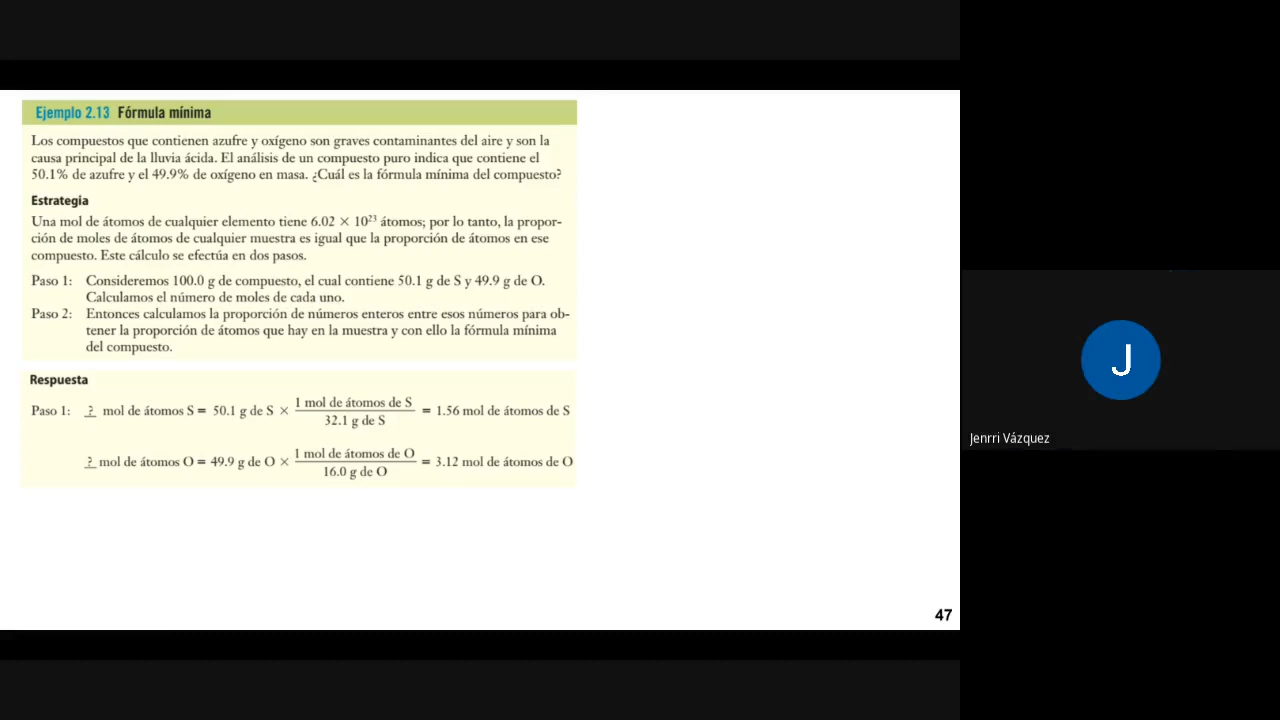 Ejemplo 2.13 Fórmula mínima
Los compuestos que contienen azufre y oxígeno son graves contaminantes del aire y son la
causa principal de la lluvia ácida. El análisis de un compuesto puro indica que contiene el
50.1% de azufre y el 49.9% de oxígeno en masa. ¿Cuál es la fórmula mínima del compuesto?
Estrategia
Una mol de átomos de cualquier elemento tiene 6.02 × 10²³ átomos; por lo tanto, la propor-
ción de moles de átomos de cualquier muestra es igual que la proporción de átomos en ese
compuesto. Este cálculo se efectúa en dos pasos.
Paso 1: Consideremos 100.0 g de compuesto, el cual contiene 50.1 g de S y 49.9 g de O.
Calculamos el número de moles de cada uno.
Paso 2: Entonces calculamos la proporción de números enteros entre esos números para ob-
tener la proporción de átomos que hay en la muestra y con ello la fórmula mínima
del compuesto.
Respuesta
Paso 1: ? mol de átomos S = 50.1 g de S × 1 mol de átomos de S / 32.1 g de S = 1.56 mol de átomos de S
? mol de átomos O = 49.9 g de O × 1 mol de átomos de O / 16.0 g de O = 3.12 mol de átomos de O
J
Jenrri Vázquez
47